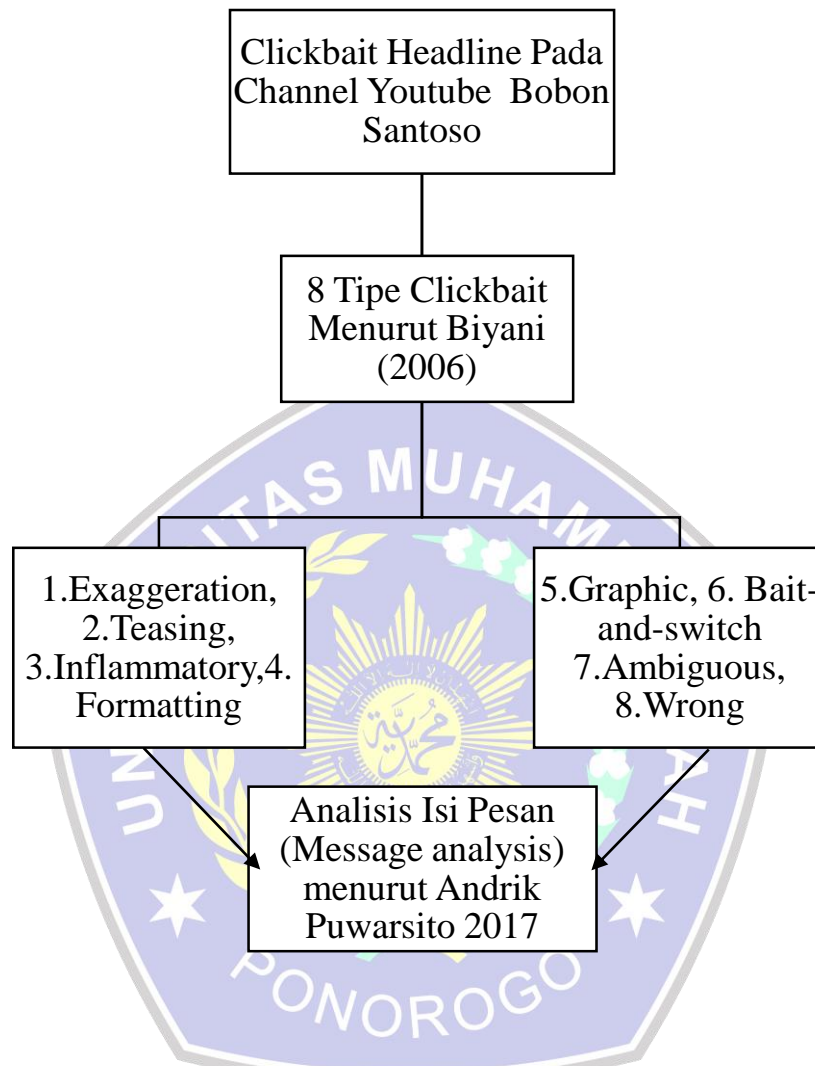 Clickbait Headline Pada
Channel Youtube Bobon
Santoso
8 Tipe Clickbait
Menurut Biyani
(2006)
1.Exaggeration,
2.Teasing,
3.Inflammatory,4.
Formatting
5.Graphic, 6. Bait-
and-switch
7.Ambiguous,
8.Wrong
Analisis Isi Pesan
(Message analysis)
menurut Andrik
Puwarsito 2017
PONOROGO